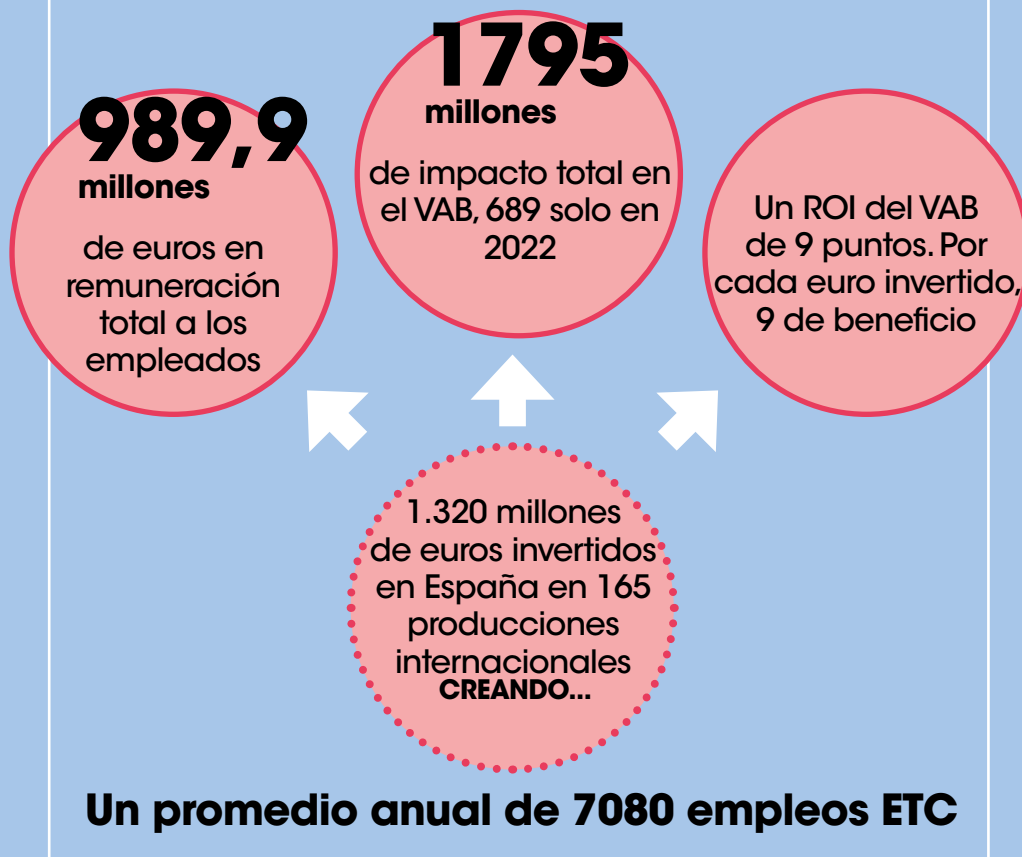 989,9
millones
de euros en
remuneración
total a los
empleados
1795
millones
de impacto total en
el VAB, 689 solo en
2022
Un ROI del VAB
de 9 puntos. Por
cada euro invertido,
9 de beneficio
1.320 millones
de euros invertidos
en España en 165
producciones
internacionales
CREANDO...
Un promedio anual de 7080 empleos ETC